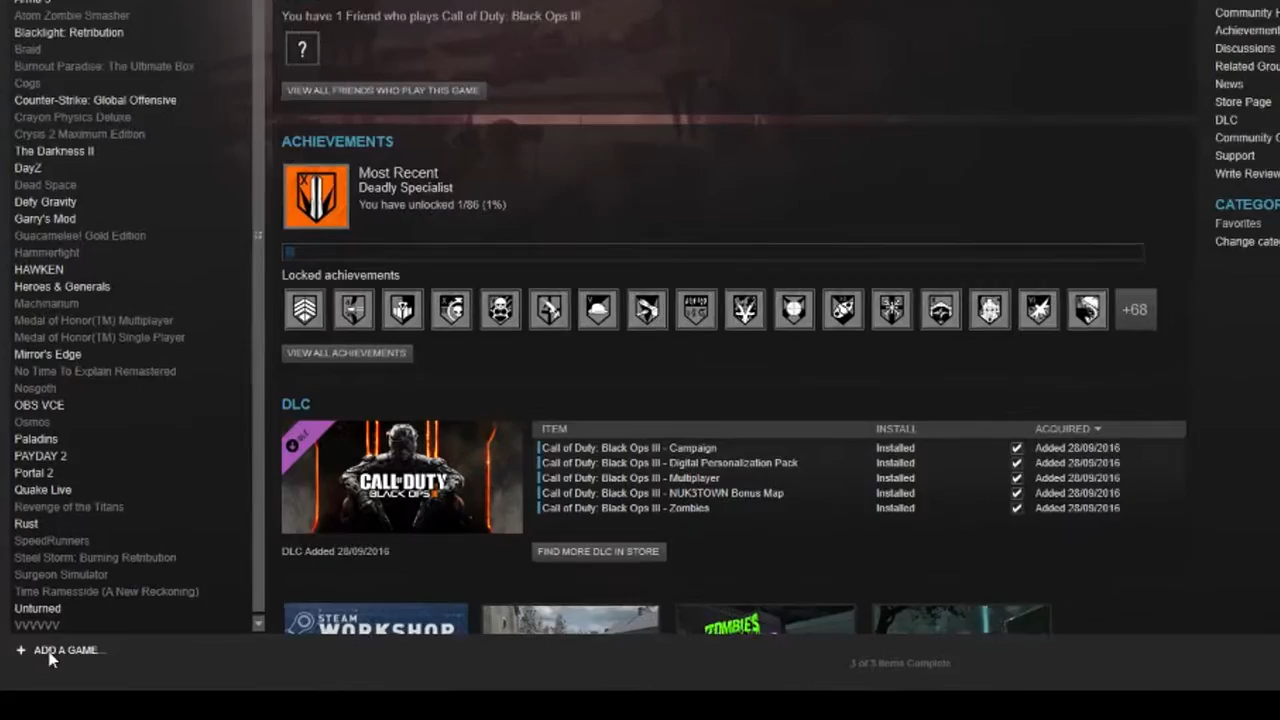 Atom Zombie Smasher
Blacklight: Retribution
Braid
Burnout Paradise: The Ultimate Box
Cogs
Counter-Strike: Global Offensive
Crayon Physics Deluxe
Crysis 2 Maximum Edition
The Darkness II
DayZ
Dead Space
Defy Gravity
Garry's Mod
Guacamelee! Gold Edition
Hammerfight
HAWKEN
Heroes & Generals
Machinarium
Medal of Honor(TM) Multiplayer
Medal of Honor(TM) Single Player
Mirror's Edge
No Time To Explain Remastered
Nosgoth
OBS VCE
Osmos
Paladins
PAYDAY 2
Portal 2
Quake Live
Revenge of the Titans
Rust
SpeedRunners
Steel Storm: Burning Retribution
Surgeon Simulator
Time Ramesside (A New Reckoning)
Unturned
VVVVVV
+ ADD A GAME...
You have 1 Friend who plays Call of Duty: Black Ops III
?
VIEW ALL FRIENDS WHO PLAY THIS GAME
ACHIEVEMENTS
Most Recent
Deadly Specialist
You have unlocked 1/86 (1%)
Locked achievements
+68
VIEW ALL ACHIEVEMENTS
DLC
DLC
CALL OF DUTY
BLACK OPS III
DLC Added 28/09/2016
ITEM INSTALL ACQUIRED
Call of Duty: Black Ops III - Campaign Installed Added 28/09/2016
Call of Duty: Black Ops III - Digital Personalization Pack Installed Added 28/09/2016
Call of Duty: Black Ops III - Multiplayer Installed Added 28/09/2016
Call of Duty: Black Ops III - NUK3TOWN Bonus Map Installed Added 28/09/2016
Call of Duty: Black Ops III - Zombies Installed Added 28/09/2016
FIND MORE DLC IN STORE
STEAM
WORKSHOP
ZOMBIES
3 of 3 Items Complete
Community H
Achievement
Discussions
Related Grou
News
Store Page
DLC
Community G
Support
Write Review
CATEGOR
Favorites
Change cate